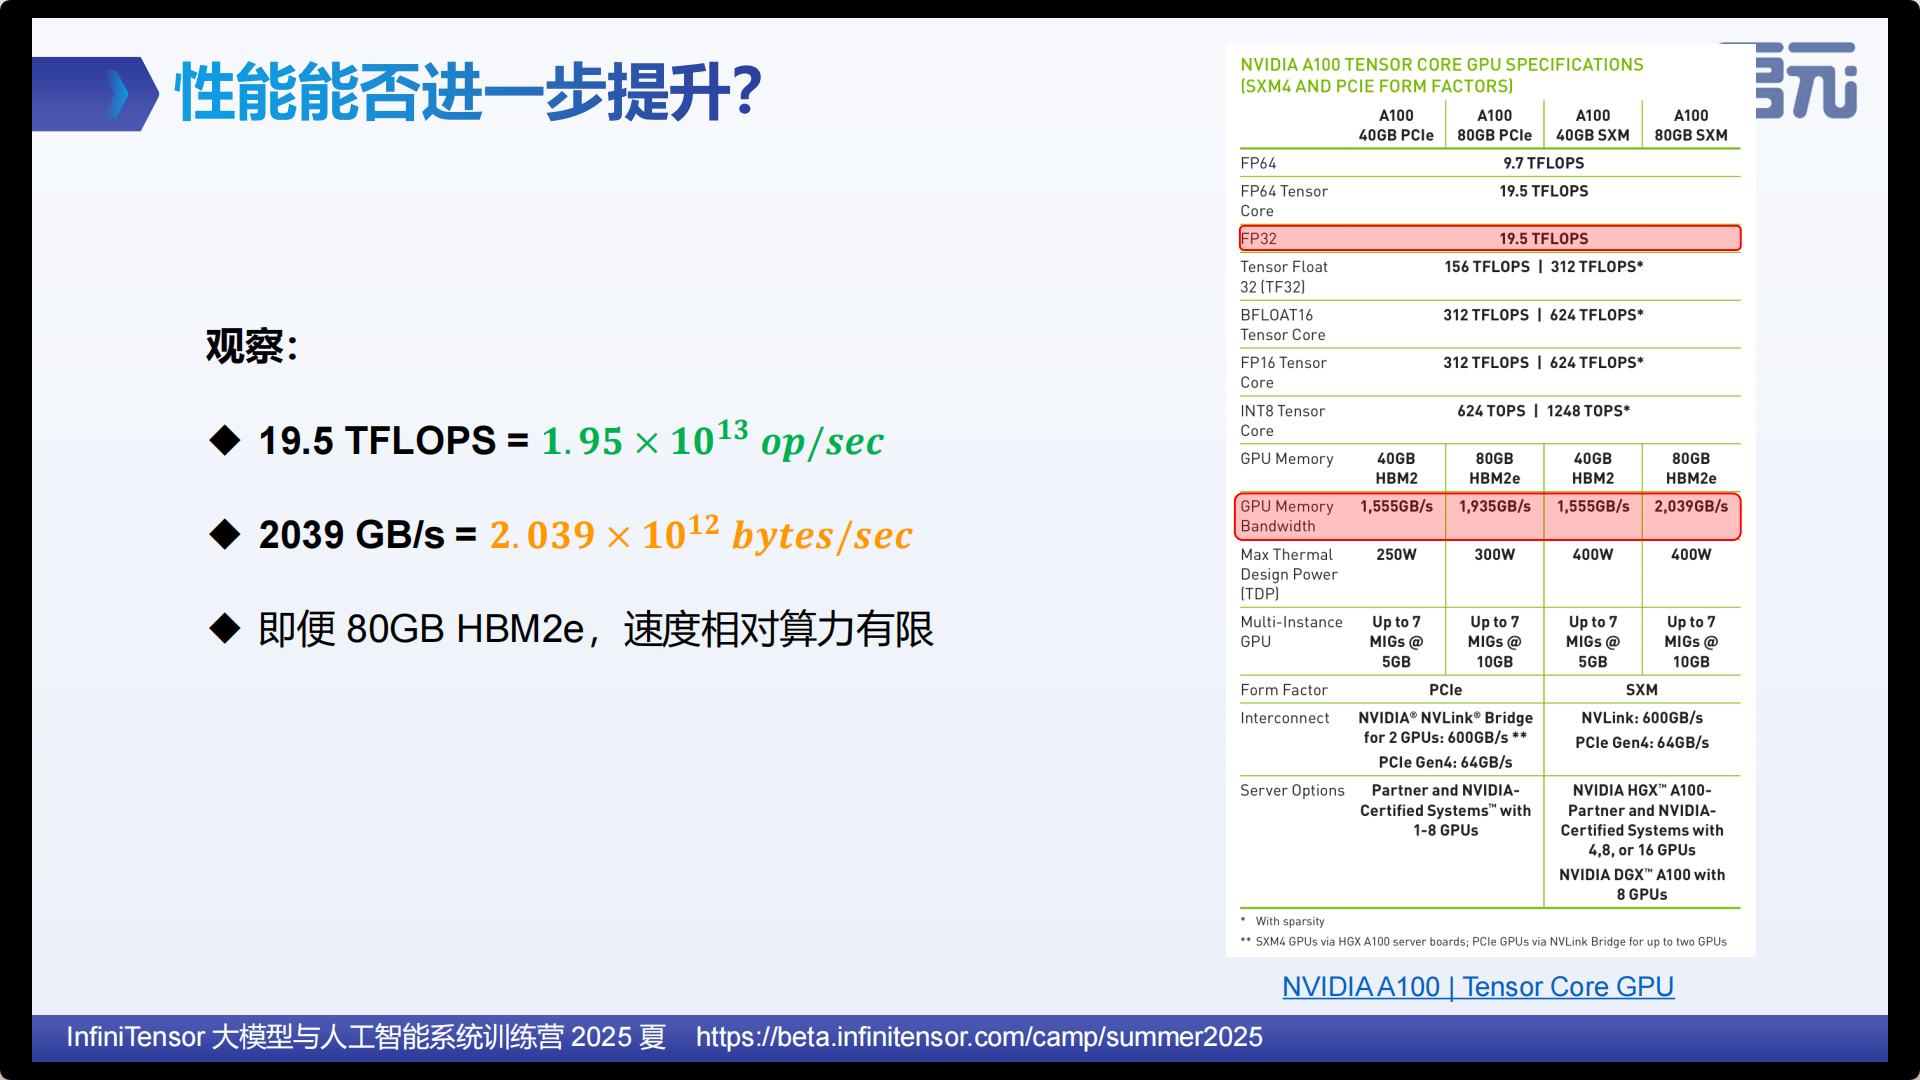 性能能否进一步提升？
观察：
◆ 19.5 TFLOPS = 1.95 × 10^13 op/sec
◆ 2039 GB/s = 2.039 × 10^12 bytes/sec
◆ 即便 80GB HBM2e，速度相对算力有限
NVIDIA A100 TENSOR CORE GPU SPECIFICATIONS
(SXM4 AND PCIE FORM FACTORS)
A100 40GB PCIe A100 80GB PCIe A100 40GB SXM A100 80GB SXM
FP64 9.7 TFLOPS
FP64 Tensor Core 19.5 TFLOPS
FP32 19.5 TFLOPS
Tensor Float 32 (TF32) 156 TFLOPS | 312 TFLOPS*
BFLOAT16 Tensor Core 312 TFLOPS | 624 TFLOPS*
FP16 Tensor Core 312 TFLOPS | 624 TFLOPS*
INT8 Tensor Core 624 TOPS | 1248 TOPS*
GPU Memory 40GB HBM2 80GB HBM2e 40GB HBM2 80GB HBM2e
GPU Memory Bandwidth 1,555GB/s 1,935GB/s 1,555GB/s 2,039GB/s
Max Thermal Design Power (TDP) 250W 300W 400W 400W
Multi-Instance GPU Up to 7 MIGs @ 5GB Up to 7 MIGs @ 10GB Up to 7 MIGs @ 5GB Up to 7 MIGs @ 10GB
Form Factor PCIe SXM
Interconnect NVIDIA® NVLink® Bridge for 2 GPUs: 600GB/s ** PCIe Gen4: 64GB/s NVLink: 600GB/s PCIe Gen4: 64GB/s
Server Options Partner and NVIDIA-Certified Systems™ with 1-8 GPUs NVIDIA HGX™ A100-Partner and NVIDIA-Certified Systems with 4,8, or 16 GPUs NVIDIA DGX™ A100 with 8 GPUs
* With sparsity
** SXM4 GPUs via HGX A100 server boards; PCIe GPUs via NVLink Bridge for up to two GPUs
NVIDIA A100 | Tensor Core GPU
InfiniTensor 大模型与人工智能系统训练营 2025 夏 https://beta.infinitensor.com/camp/summer2025